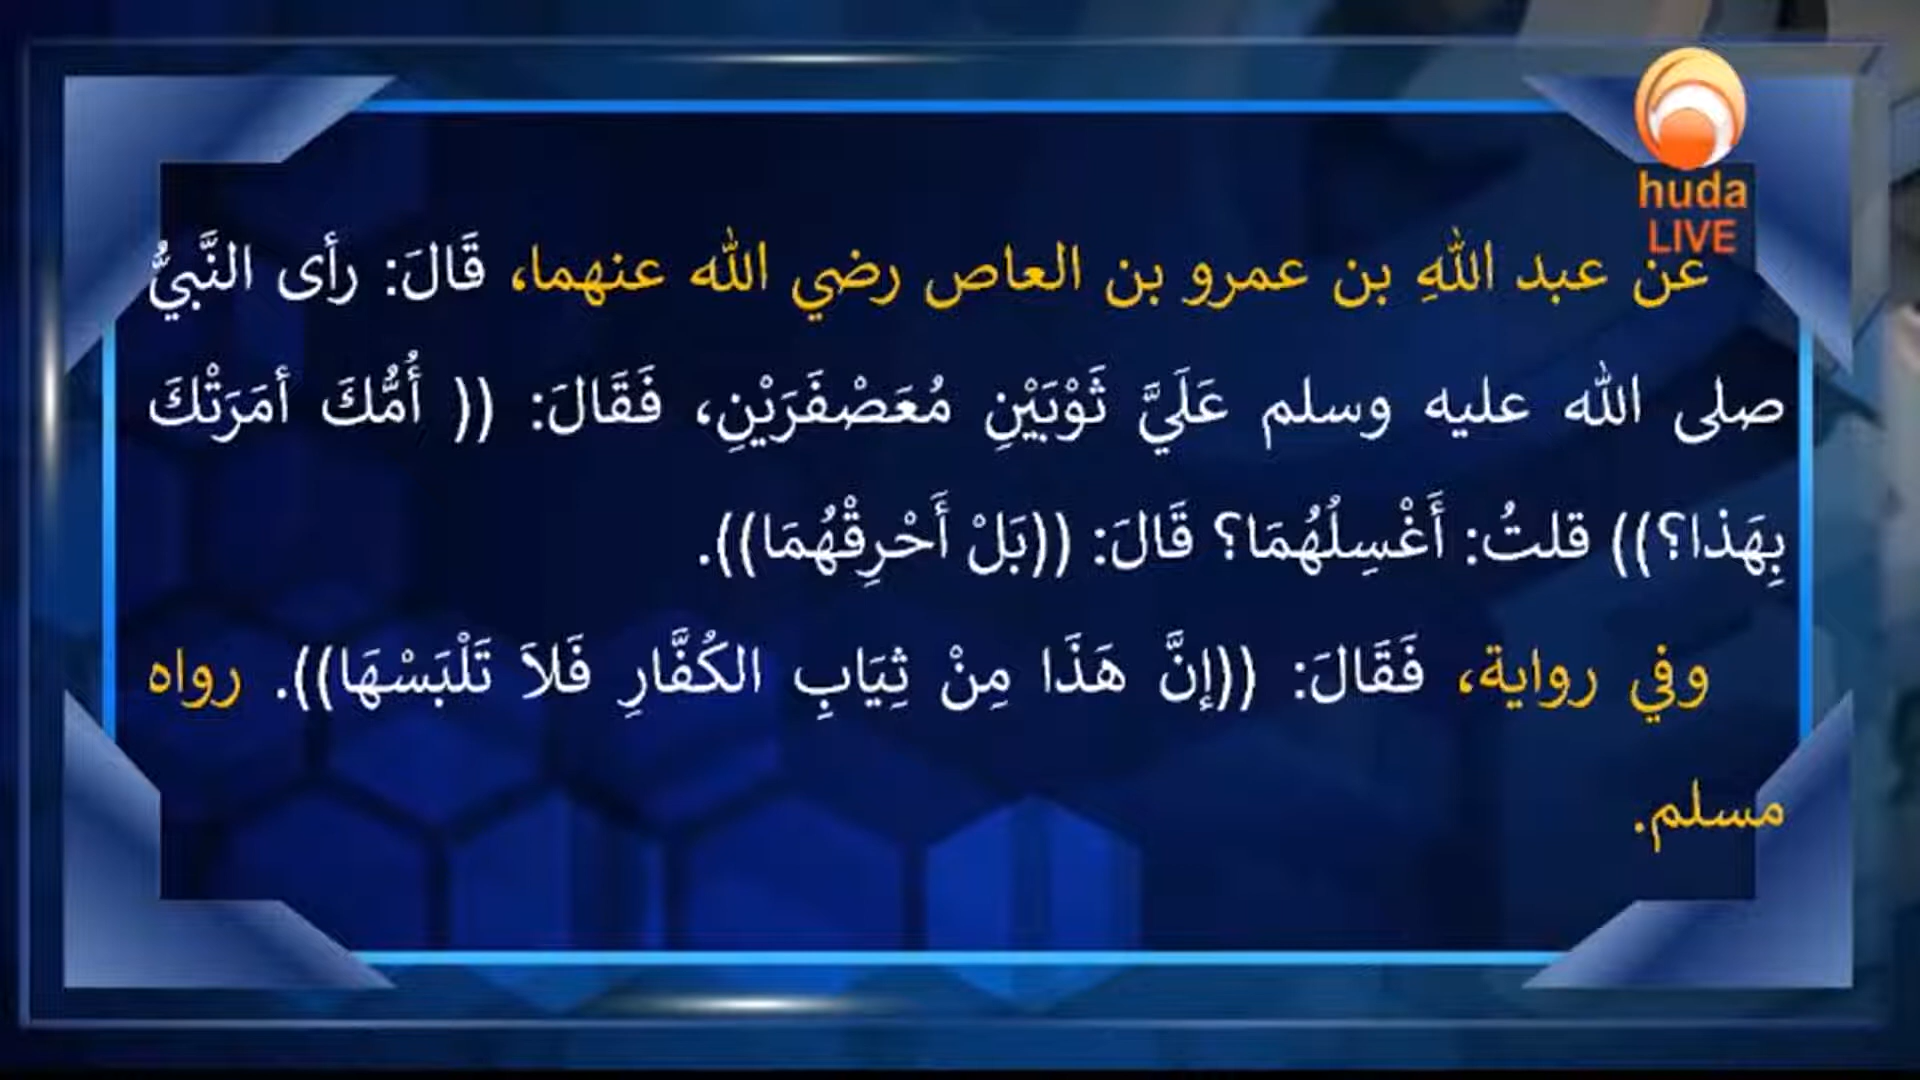 huda
LIVE
عن عبد اللهِ بن عمرو بن العاص رضي الله عنهما، قَالَ: رأى النَّبيُّ
صلى الله عليه وسلم عَلَيَّ ثَوْبَيْنِ مُعَصْفَرَيْنِ، فَقَالَ: (( أُمُّكَ أمَرَتْكَ
بِهَذا؟)) قلتُ: أَغْسِلُهُمَا؟ قَالَ: ((بَلْ أَحْرِقْهُمَا)).
وفي رواية، فَقَالَ: ((إنَّ هَذَا مِنْ ثِيَابِ الكُفَّارِ فَلاَ تَلْبَسْهَا)). رواه
مسلم.